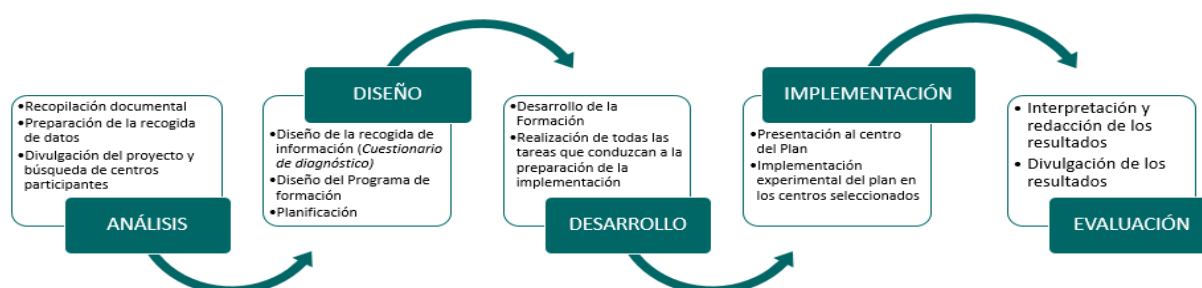 •Recopilación documental
•Preparación de la recogida
de datos
•Divulgación del proyecto y
búsqueda de centros
participantes
ANÁLISIS
DISEÑO
•Diseño de la recogida de
información (Cuestionario
de diagnóstico)
•Diseño del Programa de
formación
•Planificación
•Desarrollo de la
Formación
•Realización de todas las
tareas que conduzcan a la
preparación de la
implementación
DESARROLLO
IMPLEMENTACIÓN
•Presentación al centro
del Plan
•Implementación
experimental del plan en
los centros seleccionados
• Interpretación y
redacción de los
resultados
• Divulgación de los
resultados
EVALUACIÓN